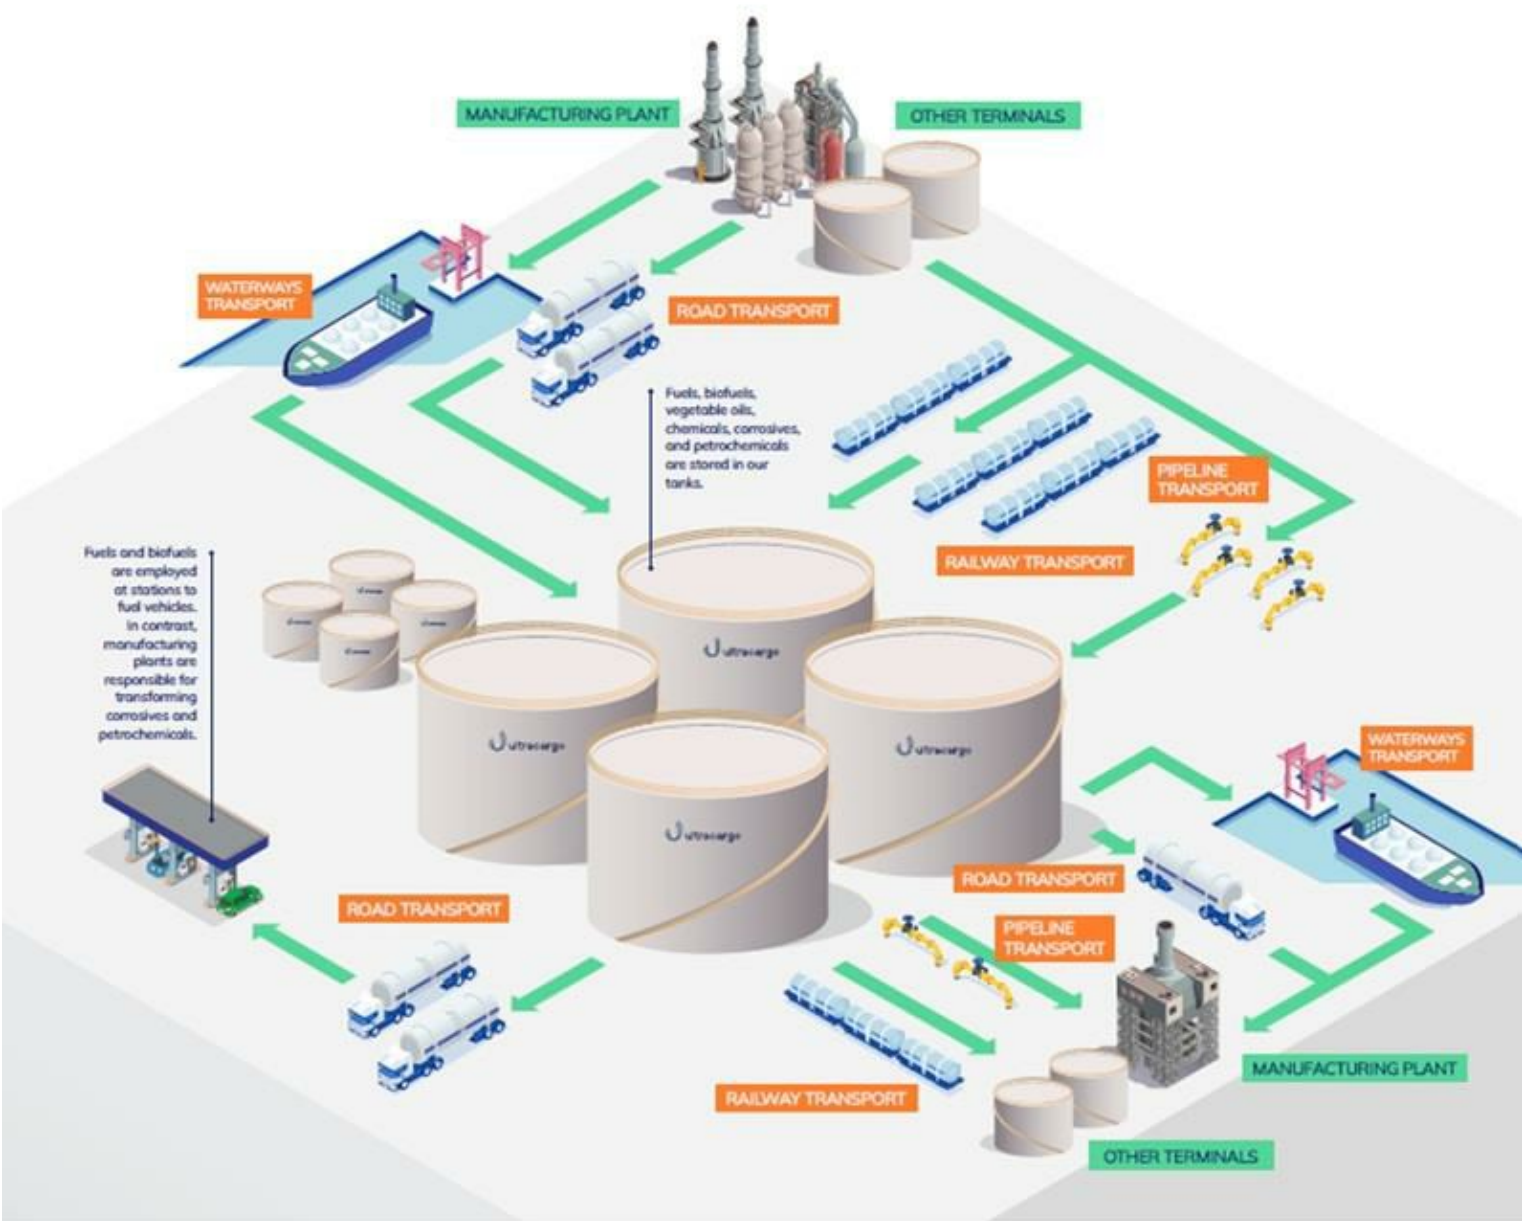 MANUFACTURING PLANT
OTHER TERMINALS
WATERWAYS
TRANSPORT
ROAD TRANSPORT
Fuels, biofuels,
vegetable oils,
chemicals, corrosives,
and petrochemicals
are stored in our
tanks.
PIPELINE
TRANSPORT
RAILWAY TRANSPORT
Fuels and biofuels
are employed
at stations to
fuel vehicles.
In contrast,
manufacturing
plants are
responsible for
transforming
corrosives and
petrochemicals.
ultracargo
ultracargo
ultracargo
ultracargo
WATERWAYS
TRANSPORT
ROAD TRANSPORT
ROAD TRANSPORT
PIPELINE
TRANSPORT
MANUFACTURING PLANT
RAILWAY TRANSPORT
OTHER TERMINALS